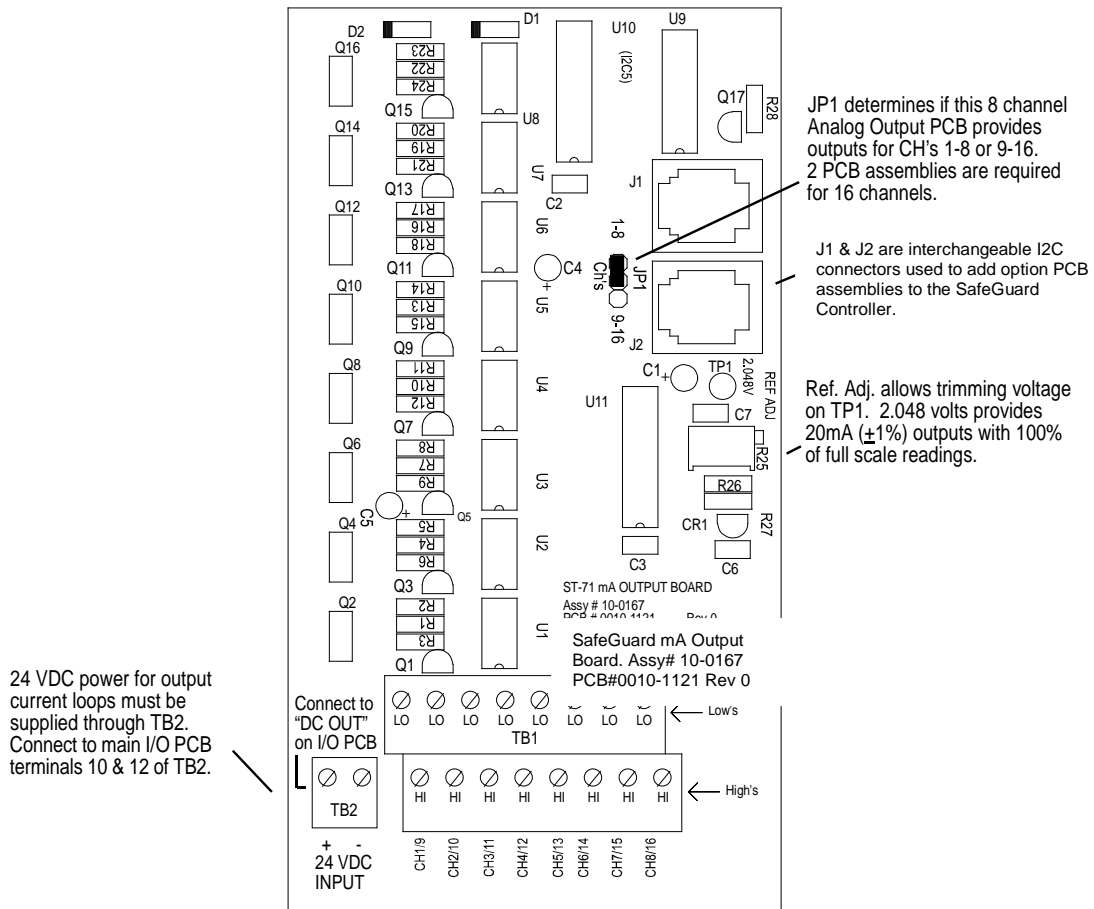 D2
D1
U10
U9
Q16
R23
R22
R24
(I2C5)
Q17
R28
Q15
U8
Q14
R20
R19
R21
Q13
U7
C2
J1
JP1 determines if this 8 channel
Analog Output PCB provides
outputs for CH's 1-8 or 9-16.
2 PCB assemblies are required
for 16 channels.
Q12
R17
R16
R18
U6
1-8
Q11
C4
+
Ch's
JP1
J1 & J2 are interchangeable I2C
connectors used to add option PCB
assemblies to the SafeGuard
Controller.
Q10
R14
R13
R15
U5
9-16
Q9
J2
Q8
R11
R10
R12
U4
C1
+
TP1
2.048V
REF ADJ
U11
C7
Ref. Adj. allows trimming voltage
on TP1. 2.048 volts provides
20mA (±1%) outputs with 100%
of full scale readings.
Q7
Q6
R8
R7
R9
U3
R25
R26
C5
+
Q5
CR1
R27
Q4
R5
R4
R6
U2
C3
C6
Q3
ST-71 mA OUTPUT BOARD
Assy # 10-0167
PCB # 0010-1121 Rev 0
Q2
R2
R1
R3
U1
Q1
SafeGuard mA Output
Board. Assy# 10-0167
PCB#0010-1121 Rev 0
24 VDC power for output
current loops must be
supplied through TB2.
Connect to main I/O PCB
terminals 10 & 12 of TB2.
Connect to
“DC OUT”
on I/O PCB
LO LO LO LO LO LO LO LO
Low's
TB1
HI HI HI HI HI HI HI HI
High's
TB2
+ -
24 VDC
INPUT
CH1/9
CH2/10
CH3/11
CH4/12
CH5/13
CH6/14
CH7/15
CH8/16